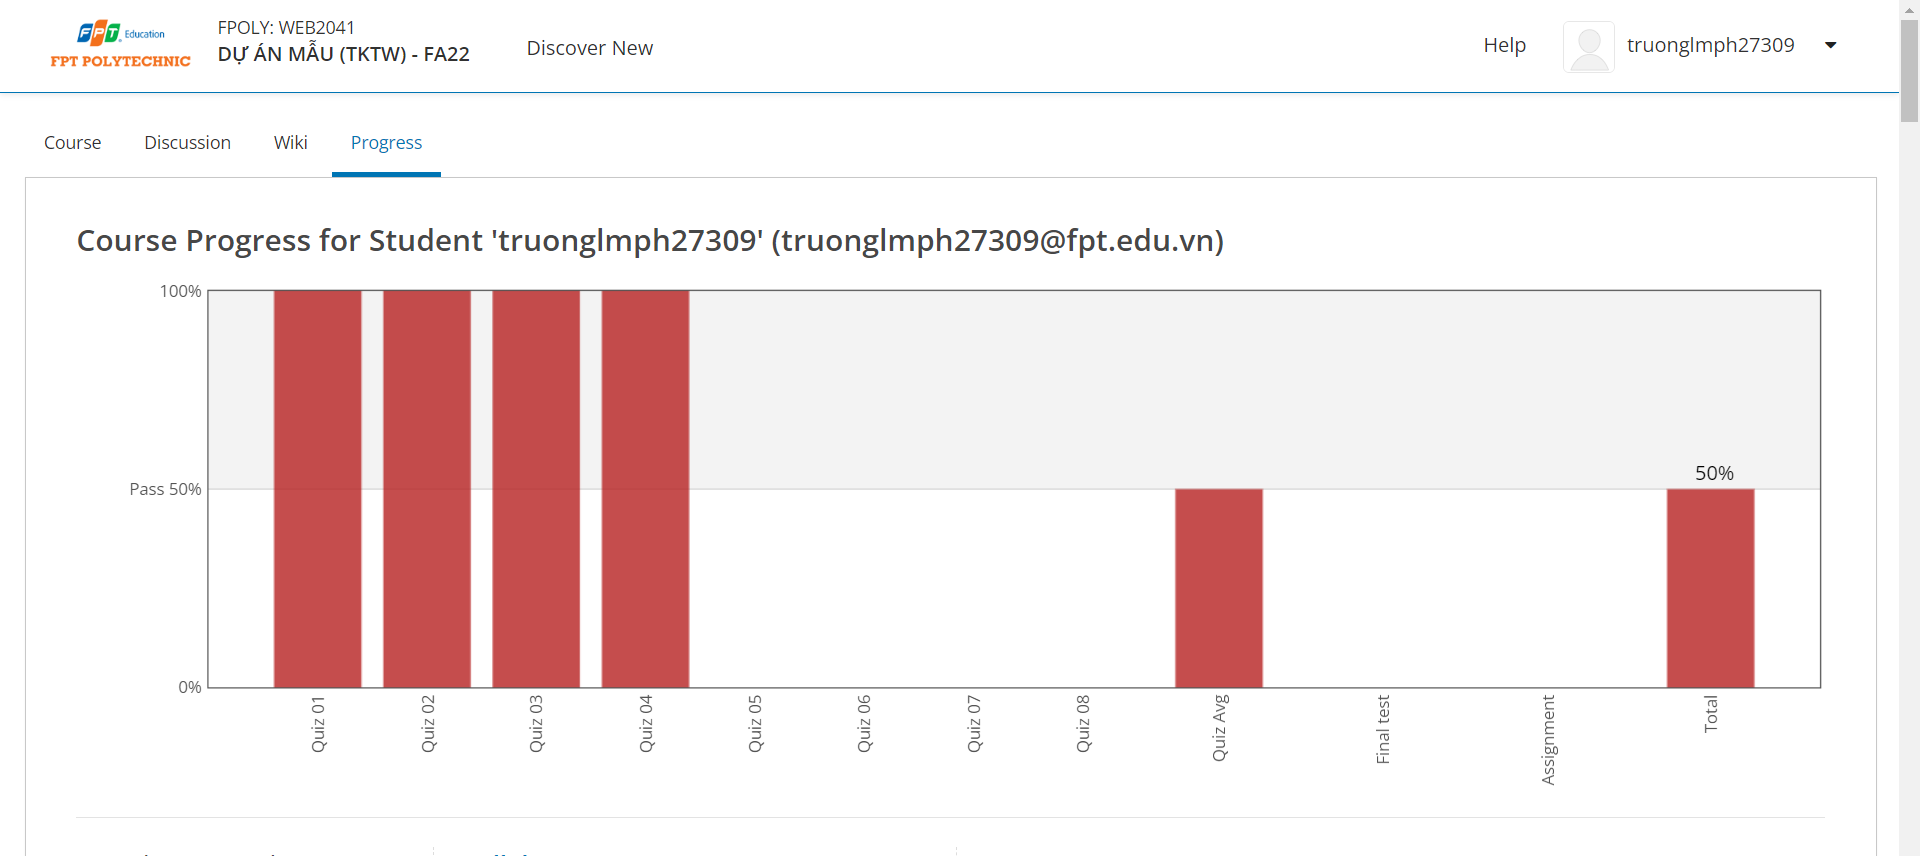 FPT Education
FPT POLYTECHNIC
FPOLY: WEB2041
DỰ ÁN MẪU (TKTW) - FA22
Discover New
Help
truonglmph27309
Course
Discussion
Wiki
Progress
Course Progress for Student 'truonglmph27309' (truonglmph27309@fpt.edu.vn)
100%
Pass 50%
0%
50%
Quiz 01
Quiz 02
Quiz 03
Quiz 04
Quiz 05
Quiz 06
Quiz 07
Quiz 08
Quiz Avg
Final test
Assignment
Total